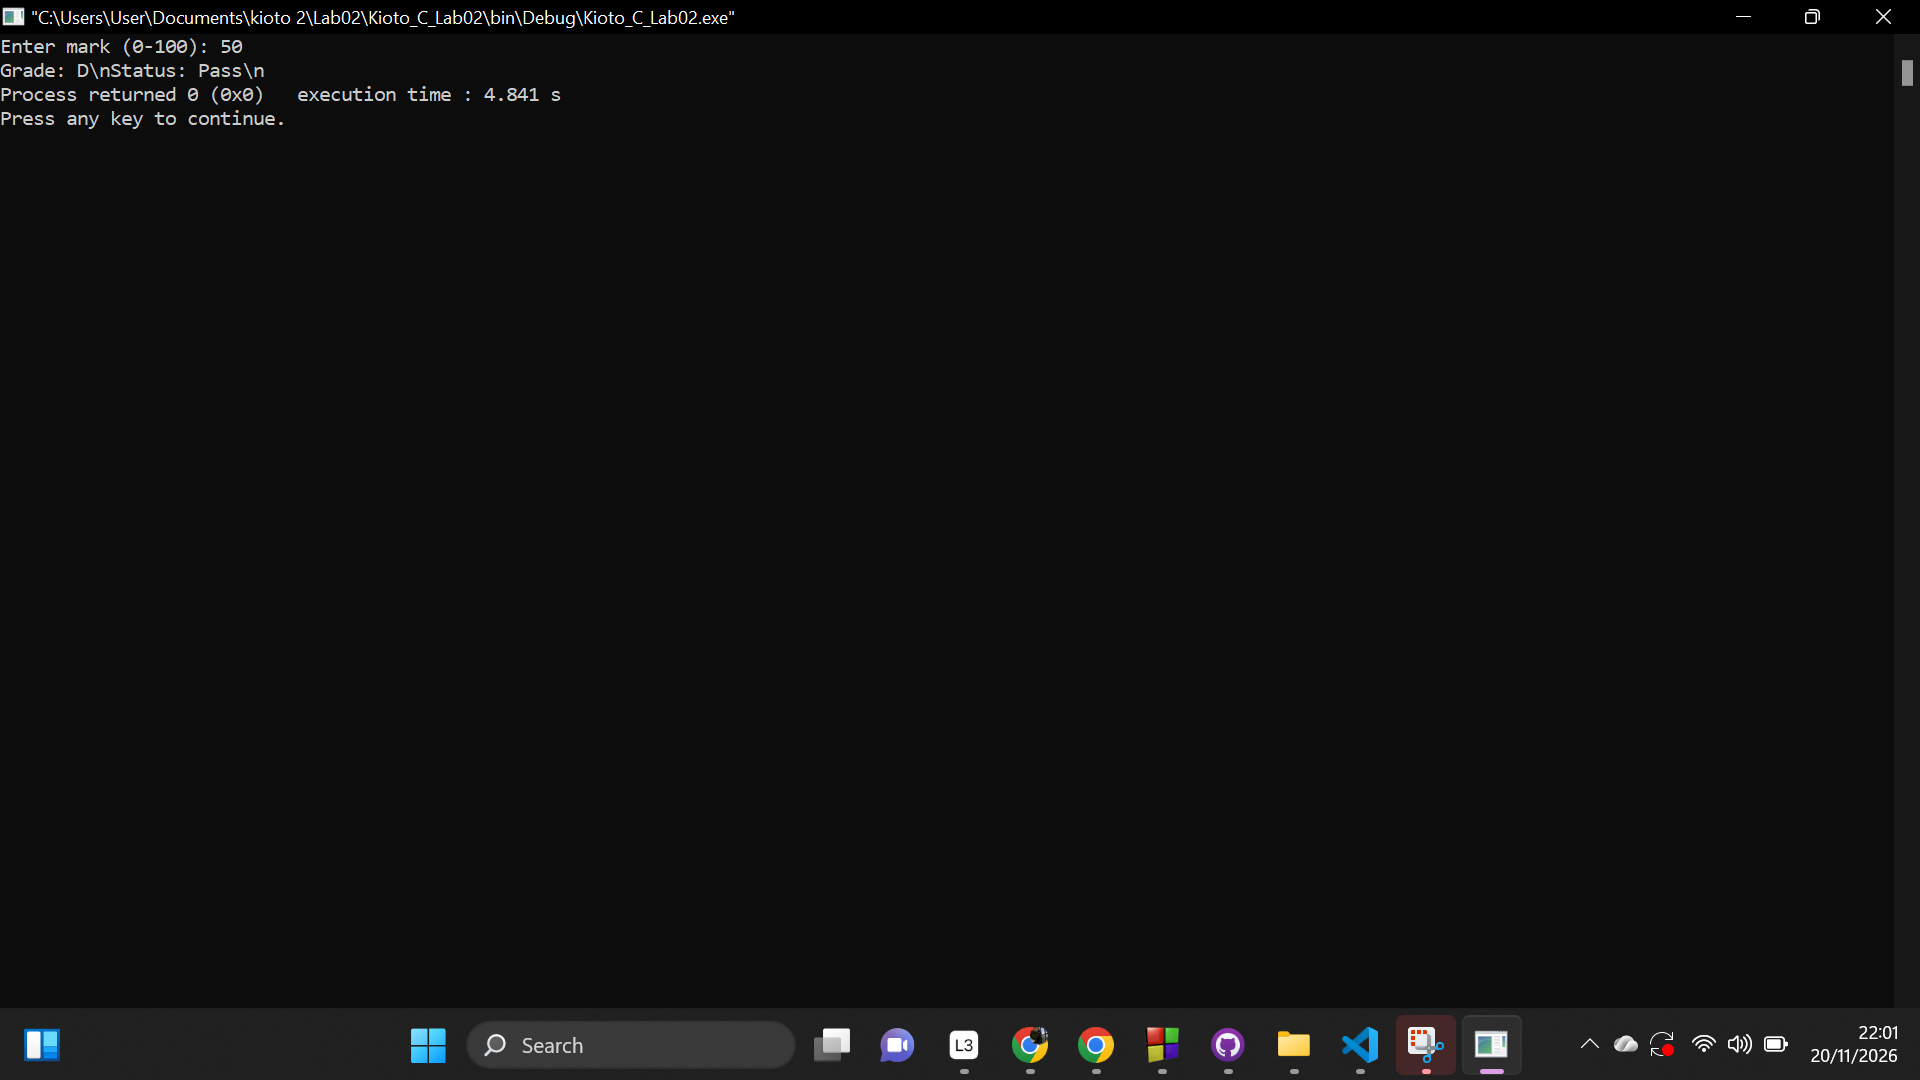 "C:\Users\User\Documents\kioto 2\Lab02\Kioto_C_Lab02\bin\Debug\Kioto_C_Lab02.exe"
Enter mark (0-100): 50
Grade: D\nStatus: Pass\n
Process returned 0 (0x0)   execution time : 4.841 s
Press any key to continue.
Search
L3
22:01
20/11/2026